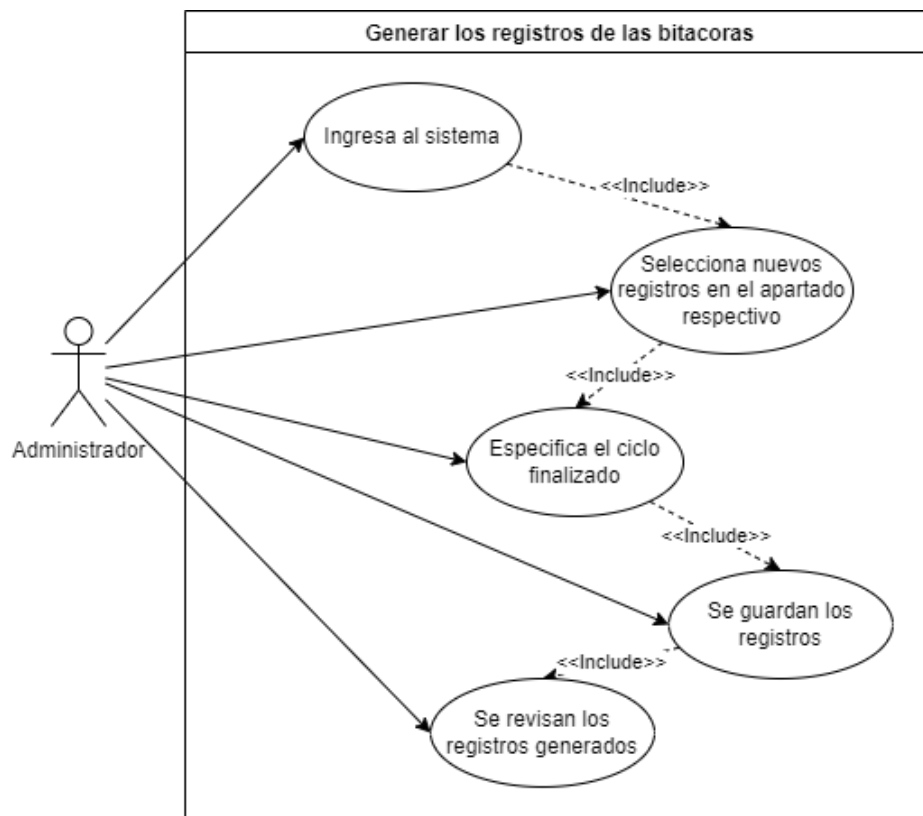 Generar los registros de las bitacoras
Ingresa al sistema
<<Include>>
Selecciona nuevos
registros en el apartado
respectivo
<<Include>>
Administrador
Especifica el ciclo
finalizado
<<Include>>
Se guardan los
registros
<<Include>>
Se revisan los
registros generados